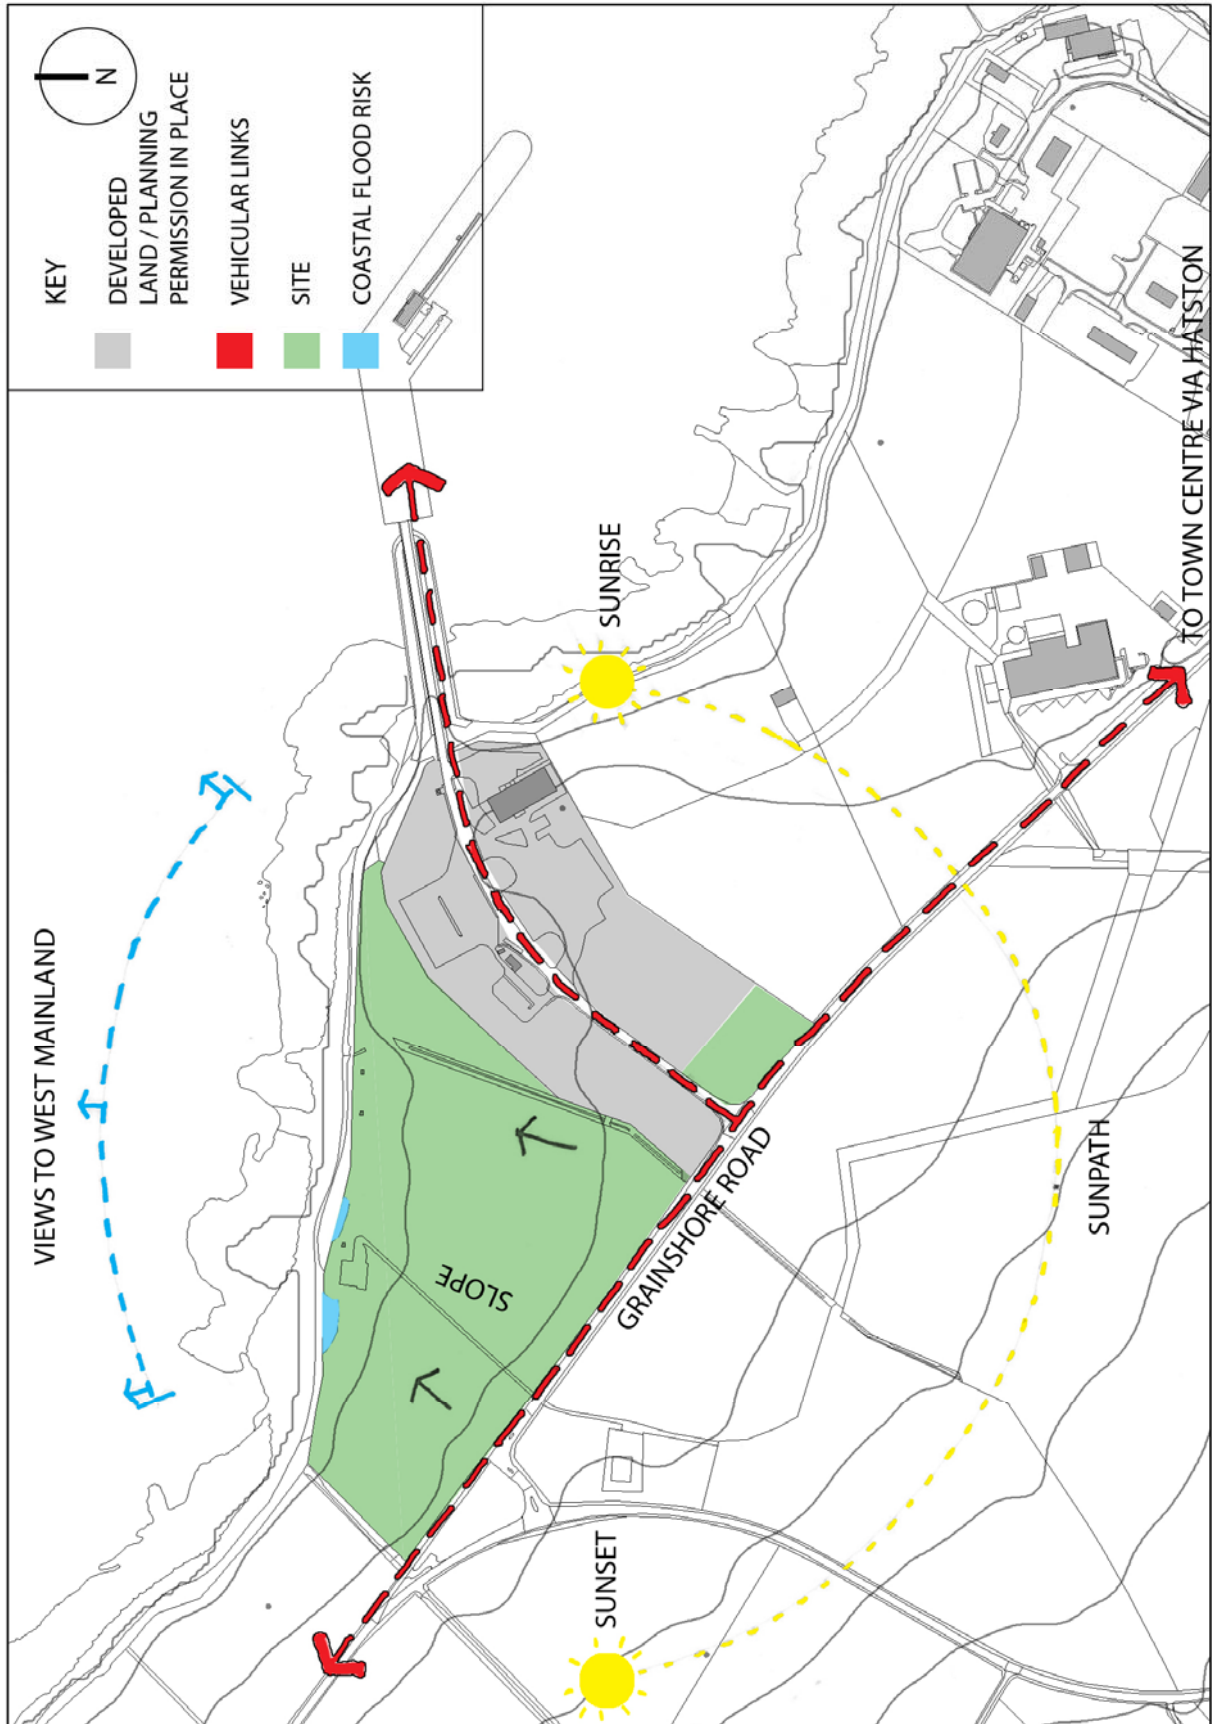 KEY
N
DEVELOPED
LAND / PLANNING
PERMISSION IN PLACE
VEHICULAR LINKS
SITE
COASTAL FLOOD RISK
VIEWS TO WEST MAINLAND
SUNRISE
SLOPE
GRAINSHORE ROAD
SUNSET
SUNPATH
TO TOWN CENTRE VIA HATSTON